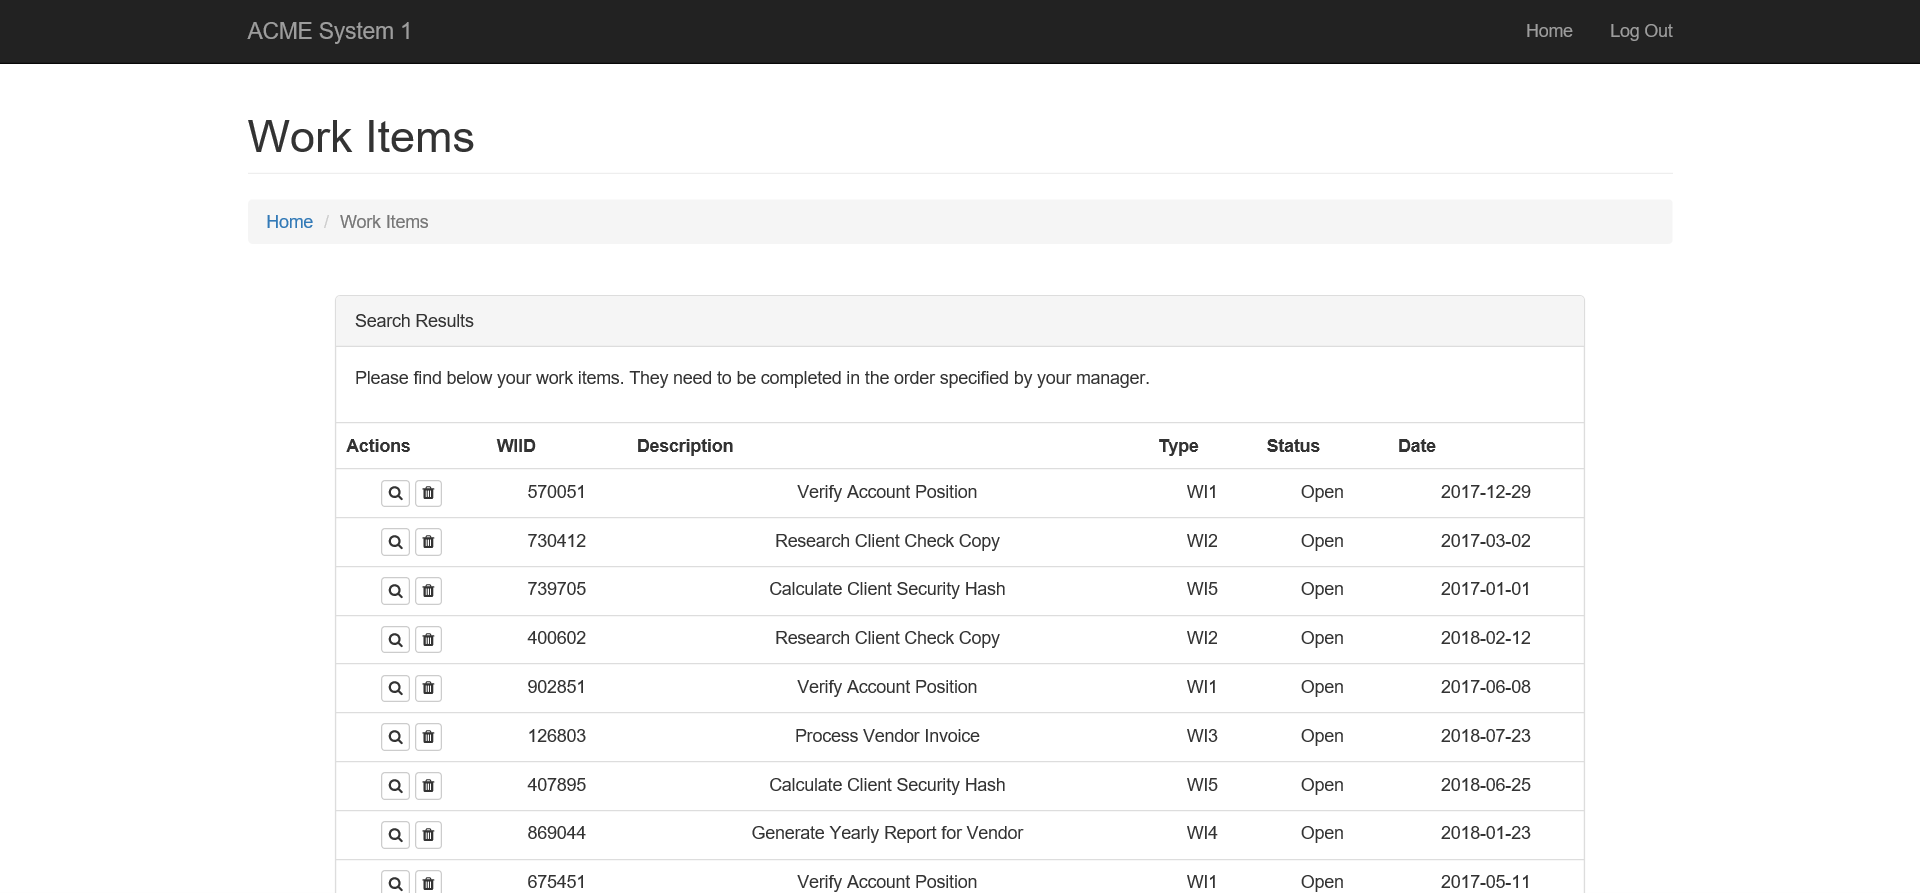 ACME System 1 Home Log Out
Work Items
Home / Work Items
Search Results
Please find below your work items. They need to be completed in the order specified by your manager.
Actions WIID Description Type Status Date
570051 Verify Account Position WI1 Open 2017-12-29
730412 Research Client Check Copy WI2 Open 2017-03-02
739705 Calculate Client Security Hash WI5 Open 2017-01-01
400602 Research Client Check Copy WI2 Open 2018-02-12
902851 Verify Account Position WI1 Open 2017-06-08
126803 Process Vendor Invoice WI3 Open 2018-07-23
407895 Calculate Client Security Hash WI5 Open 2018-06-25
869044 Generate Yearly Report for Vendor WI4 Open 2018-01-23
675451 Verify Account Position WI1 Open 2017-05-11